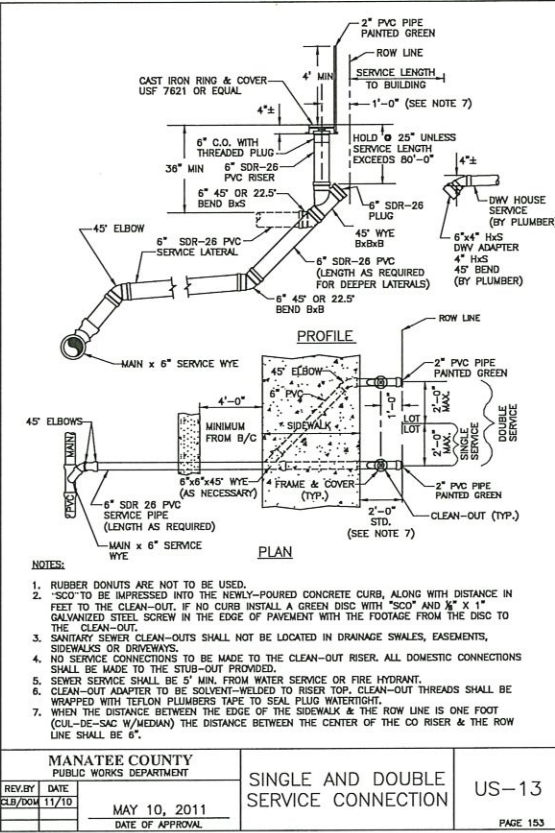 2" PVC PIPE
PAINTED GREEN
ROW LINE
SERVICE LENGTH
TO BUILDING
4' MIN
1'-0" (SEE NOTE 7)
CAST IRON RING & COVER
USF 7621 OR EQUAL
4"±
6" C.O. WITH
THREADED PLUG
36" MIN
6" SDR-26
PVC RISER
HOLD @ 25" UNLESS
SERVICE LENGTH
EXCEEDS 80'-0"
4"±
6" 45° OR 22.5°
BEND BxS
6" SDR-26
PLUG
DWV HOUSE
SERVICE
(BY PLUMBER)
45° ELBOW
6" SDR-26 PVC
SERVICE LATERAL
45° WYE
BxBxB
6"x4" HxS
DWV ADAPTER
4" HxS
45° BEND
(BY PLUMBER)
6" SDR-26 PVC
(LENGTH AS REQUIRED
FOR DEEPER LATERALS)
6" 45° OR 22.5°
BEND BxB
MAIN x 6" SERVICE WYE
PROFILE
ROW LINE
2" PVC PIPE
PAINTED GREEN
45° ELBOW
6" PVC
4'-0"
MINIMUM
FROM B/C
SIDEWALK
1'-0"
2'-0"
MAX.
LOT
LOT
2'-0"
MAX.
SINGLE
SERVICE
DOUBLE
SERVICE
45° ELBOWS
MAIN
PVC
6"x6"x45° WYE
(AS NECESSARY)
FRAME & COVER
(TYP.)
2" PVC PIPE
PAINTED GREEN
6" SDR 26 PVC
SERVICE PIPE
(LENGTH AS REQUIRED)
2'-0"
STD.
(SEE NOTE 7)
CLEAN-OUT (TYP.)
MAIN x 6" SERVICE
WYE
PLAN
NOTES:
1. RUBBER DONUTS ARE NOT TO BE USED.
2. "SCO" TO BE IMPRESSED INTO THE NEWLY-POURED CONCRETE CURB, ALONG WITH DISTANCE IN
FEET TO THE CLEAN-OUT. IF NO CURB INSTALL A GREEN DISC WITH "SCO" AND X 1"
GALVANIZED STEEL SCREW IN THE EDGE OF PAVEMENT WITH THE FOOTAGE FROM THE DISC TO
THE CLEAN-OUT.
3. SANITARY SEWER CLEAN-OUTS SHALL NOT BE LOCATED IN DRAINAGE SWALES, EASEMENTS,
SIDEWALKS OR DRIVEWAYS.
4. NO SERVICE CONNECTIONS TO BE MADE TO THE CLEAN-OUT RISER. ALL DOMESTIC CONNECTIONS
SHALL BE MADE TO THE STUB-OUT PROVIDED.
5. SEWER SERVICE SHALL BE 5' MIN. FROM WATER SERVICE OR FIRE HYDRANT.
6. CLEAN-OUT ADAPTER TO BE SOLVENT-WELDED TO RISER TOP. CLEAN-OUT THREADS SHALL BE
WRAPPED WITH TEFLON PLUMBERS TAPE TO SEAL PLUG WATERTIGHT.
7. WHEN THE DISTANCE BETWEEN THE EDGE OF THE SIDEWALK & THE ROW LINE IS ONE FOOT
(CUL-DE-SAC W/MEDIAN) THE DISTANCE BETWEEN THE CENTER OF THE CO RISER & THE ROW
LINE SHALL BE 6".
MANATEE COUNTY
PUBLIC WORKS DEPARTMENT
REV.BY DATE
CLB/DOM 11/10
MAY 10, 2011
DATE OF APPROVAL
SINGLE AND DOUBLE
SERVICE CONNECTION
US-13
PAGE 153